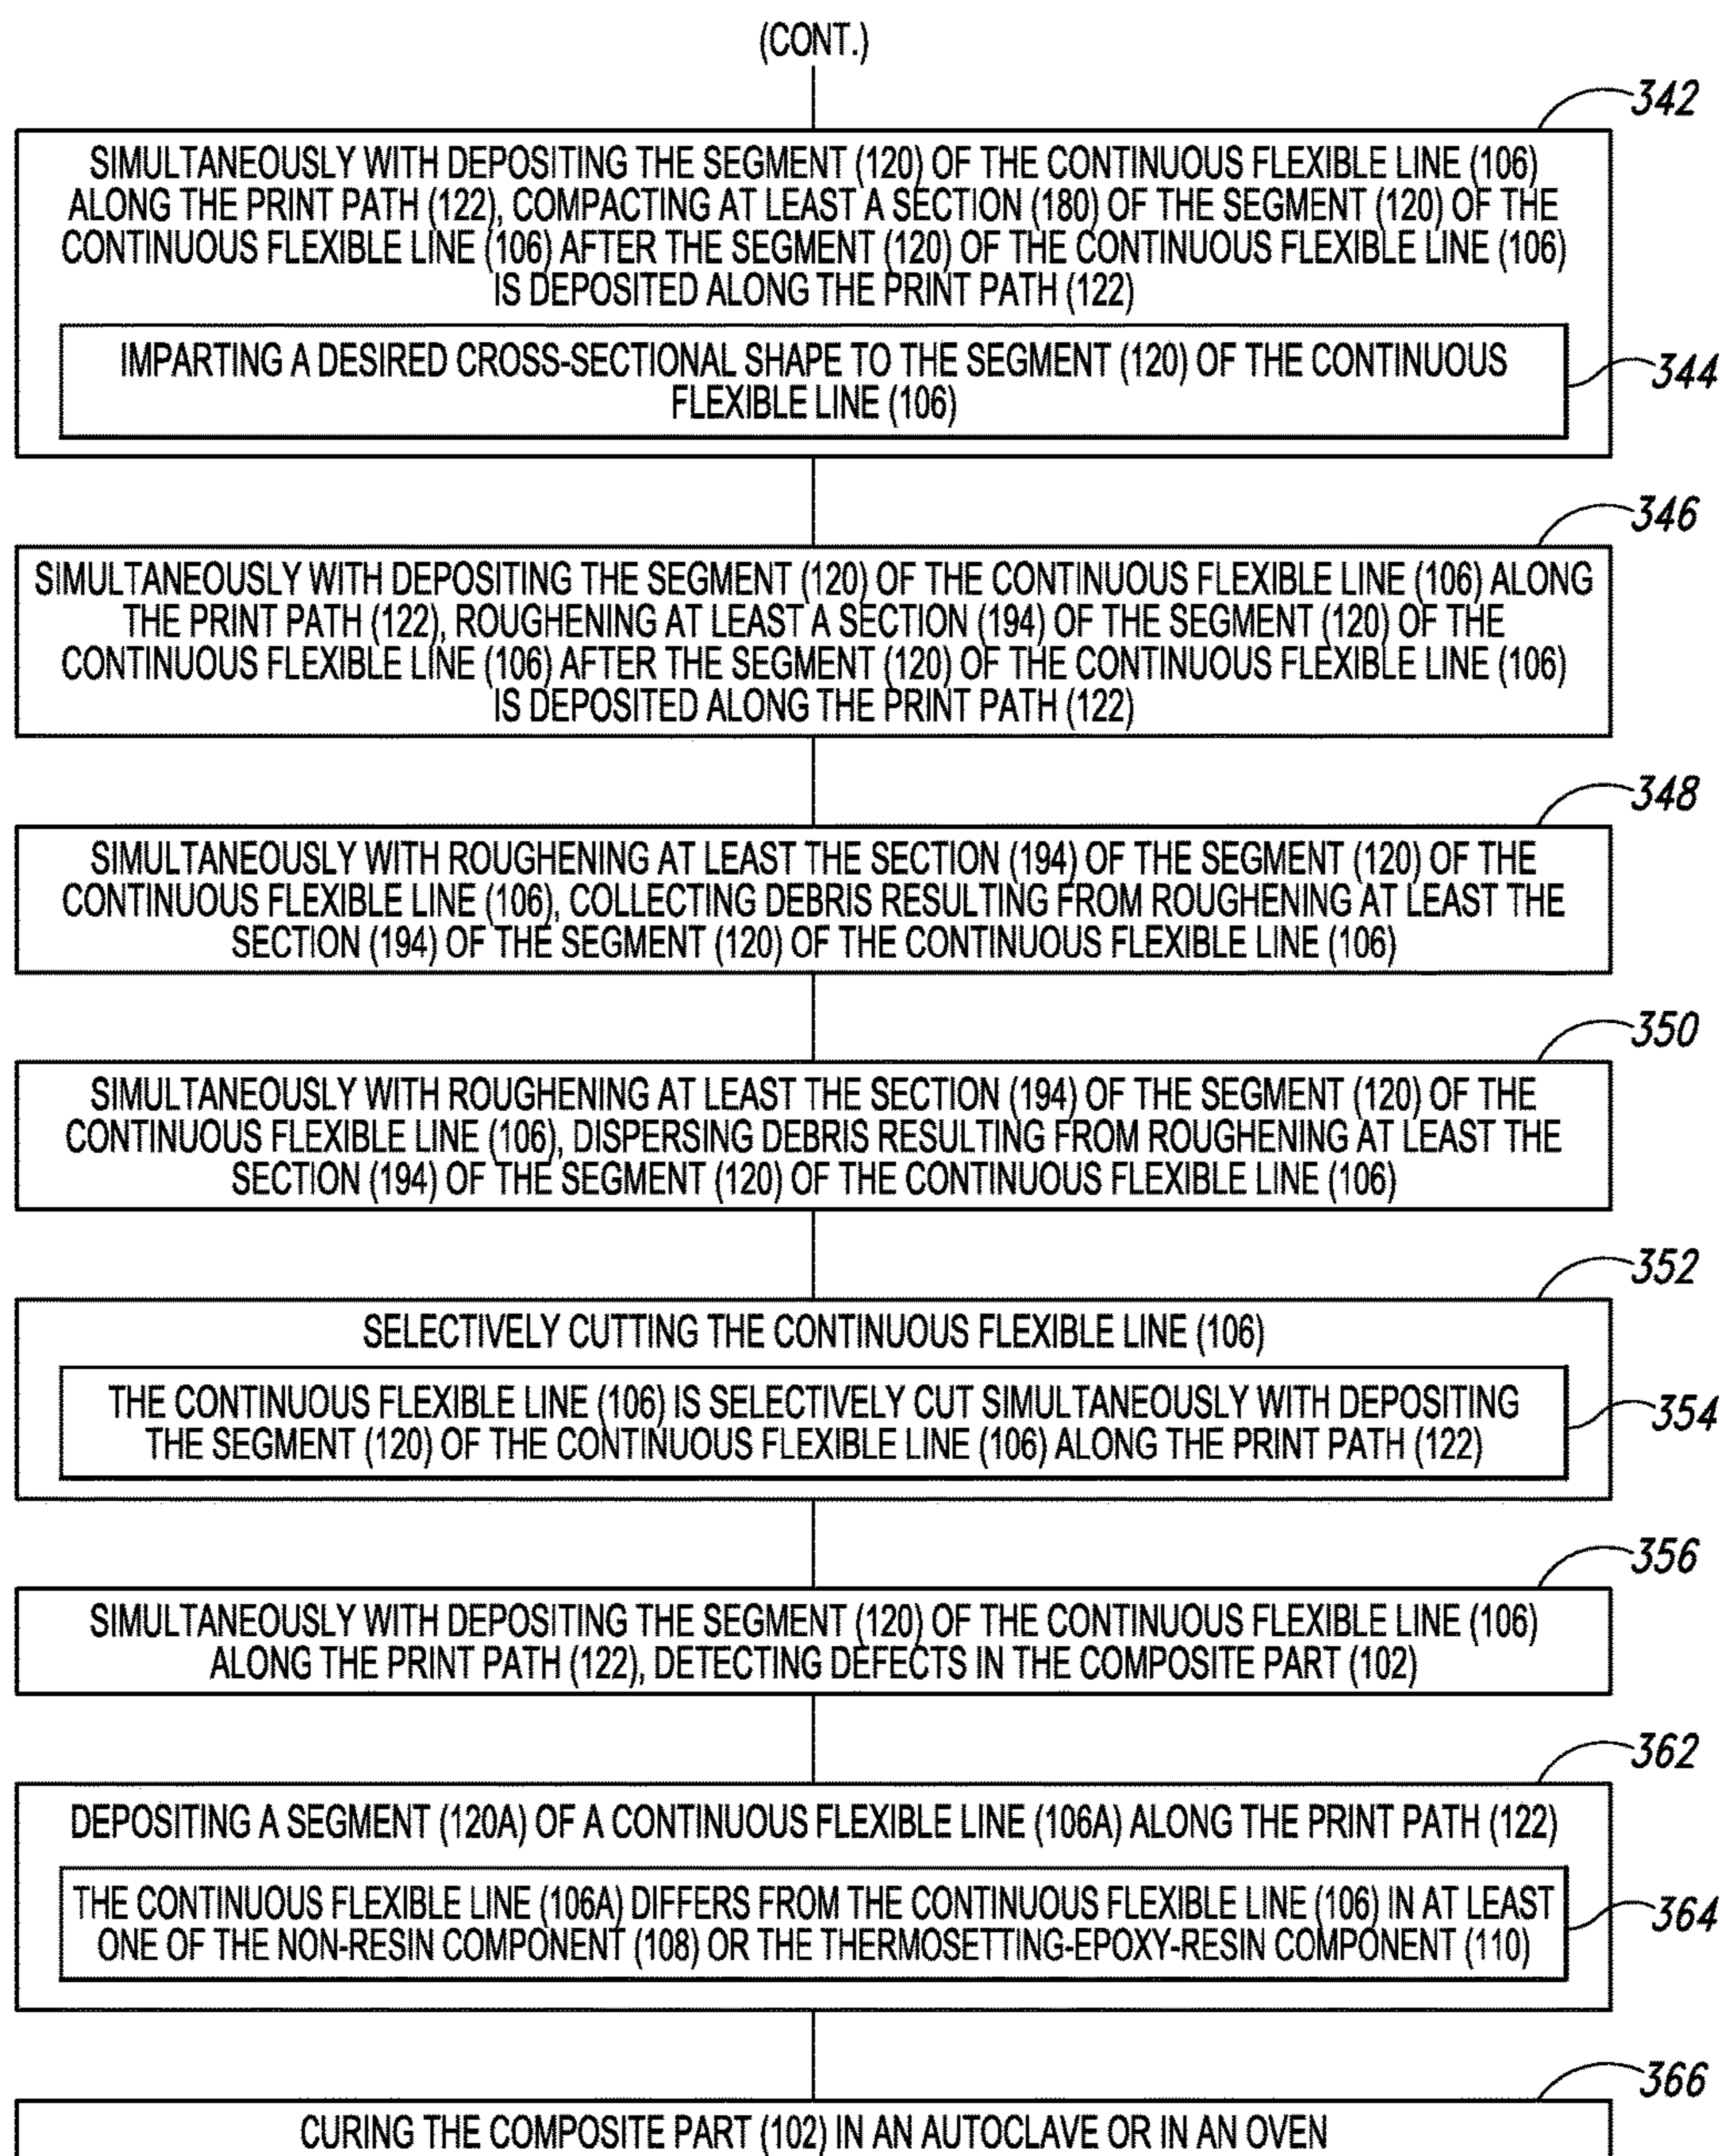 (CONT.)
342
SIMULTANEOUSLY WITH DEPOSITING THE SEGMENT (120) OF THE CONTINUOUS FLEXIBLE LINE (106)
ALONG THE PRINT PATH (122), COMPACTING AT LEAST A SECTION (180) OF THE SEGMENT (120) OF THE
CONTINUOUS FLEXIBLE LINE (106) AFTER THE SEGMENT (120) OF THE CONTINUOUS FLEXIBLE LINE (106)
IS DEPOSITED ALONG THE PRINT PATH (122)
IMPARTING A DESIRED CROSS-SECTIONAL SHAPE TO THE SEGMENT (120) OF THE CONTINUOUS
FLEXIBLE LINE (106)
344
346
SIMULTANEOUSLY WITH DEPOSITING THE SEGMENT (120) OF THE CONTINUOUS FLEXIBLE LINE (106) ALONG
THE PRINT PATH (122), ROUGHENING AT LEAST A SECTION (194) OF THE SEGMENT (120) OF THE
CONTINUOUS FLEXIBLE LINE (106) AFTER THE SEGMENT (120) OF THE CONTINUOUS FLEXIBLE LINE (106)
IS DEPOSITED ALONG THE PRINT PATH (122)
348
SIMULTANEOUSLY WITH ROUGHENING AT LEAST THE SECTION (194) OF THE SEGMENT (120) OF THE
CONTINUOUS FLEXIBLE LINE (106), COLLECTING DEBRIS RESULTING FROM ROUGHENING AT LEAST THE
SECTION (194) OF THE SEGMENT (120) OF THE CONTINUOUS FLEXIBLE LINE (106)
350
SIMULTANEOUSLY WITH ROUGHENING AT LEAST THE SECTION (194) OF THE SEGMENT (120) OF THE
CONTINUOUS FLEXIBLE LINE (106), DISPERSING DEBRIS RESULTING FROM ROUGHENING AT LEAST THE
SECTION (194) OF THE SEGMENT (120) OF THE CONTINUOUS FLEXIBLE LINE (106)
352
SELECTIVELY CUTTING THE CONTINUOUS FLEXIBLE LINE (106)
THE CONTINUOUS FLEXIBLE LINE (106) IS SELECTIVELY CUT SIMULTANEOUSLY WITH DEPOSITING
THE SEGMENT (120) OF THE CONTINUOUS FLEXIBLE LINE (106) ALONG THE PRINT PATH (122)
354
356
SIMULTANEOUSLY WITH DEPOSITING THE SEGMENT (120) OF THE CONTINUOUS FLEXIBLE LINE (106)
ALONG THE PRINT PATH (122), DETECTING DEFECTS IN THE COMPOSITE PART (102)
362
DEPOSITING A SEGMENT (120A) OF A CONTINUOUS FLEXIBLE LINE (106A) ALONG THE PRINT PATH (122)
THE CONTINUOUS FLEXIBLE LINE (106A) DIFFERS FROM THE CONTINUOUS FLEXIBLE LINE (106) IN AT LEAST
ONE OF THE NON-RESIN COMPONENT (108) OR THE THERMOSETTING-EPOXY-RESIN COMPONENT (110)
364
366
CURING THE COMPOSITE PART (102) IN AN AUTOCLAVE OR IN AN OVEN